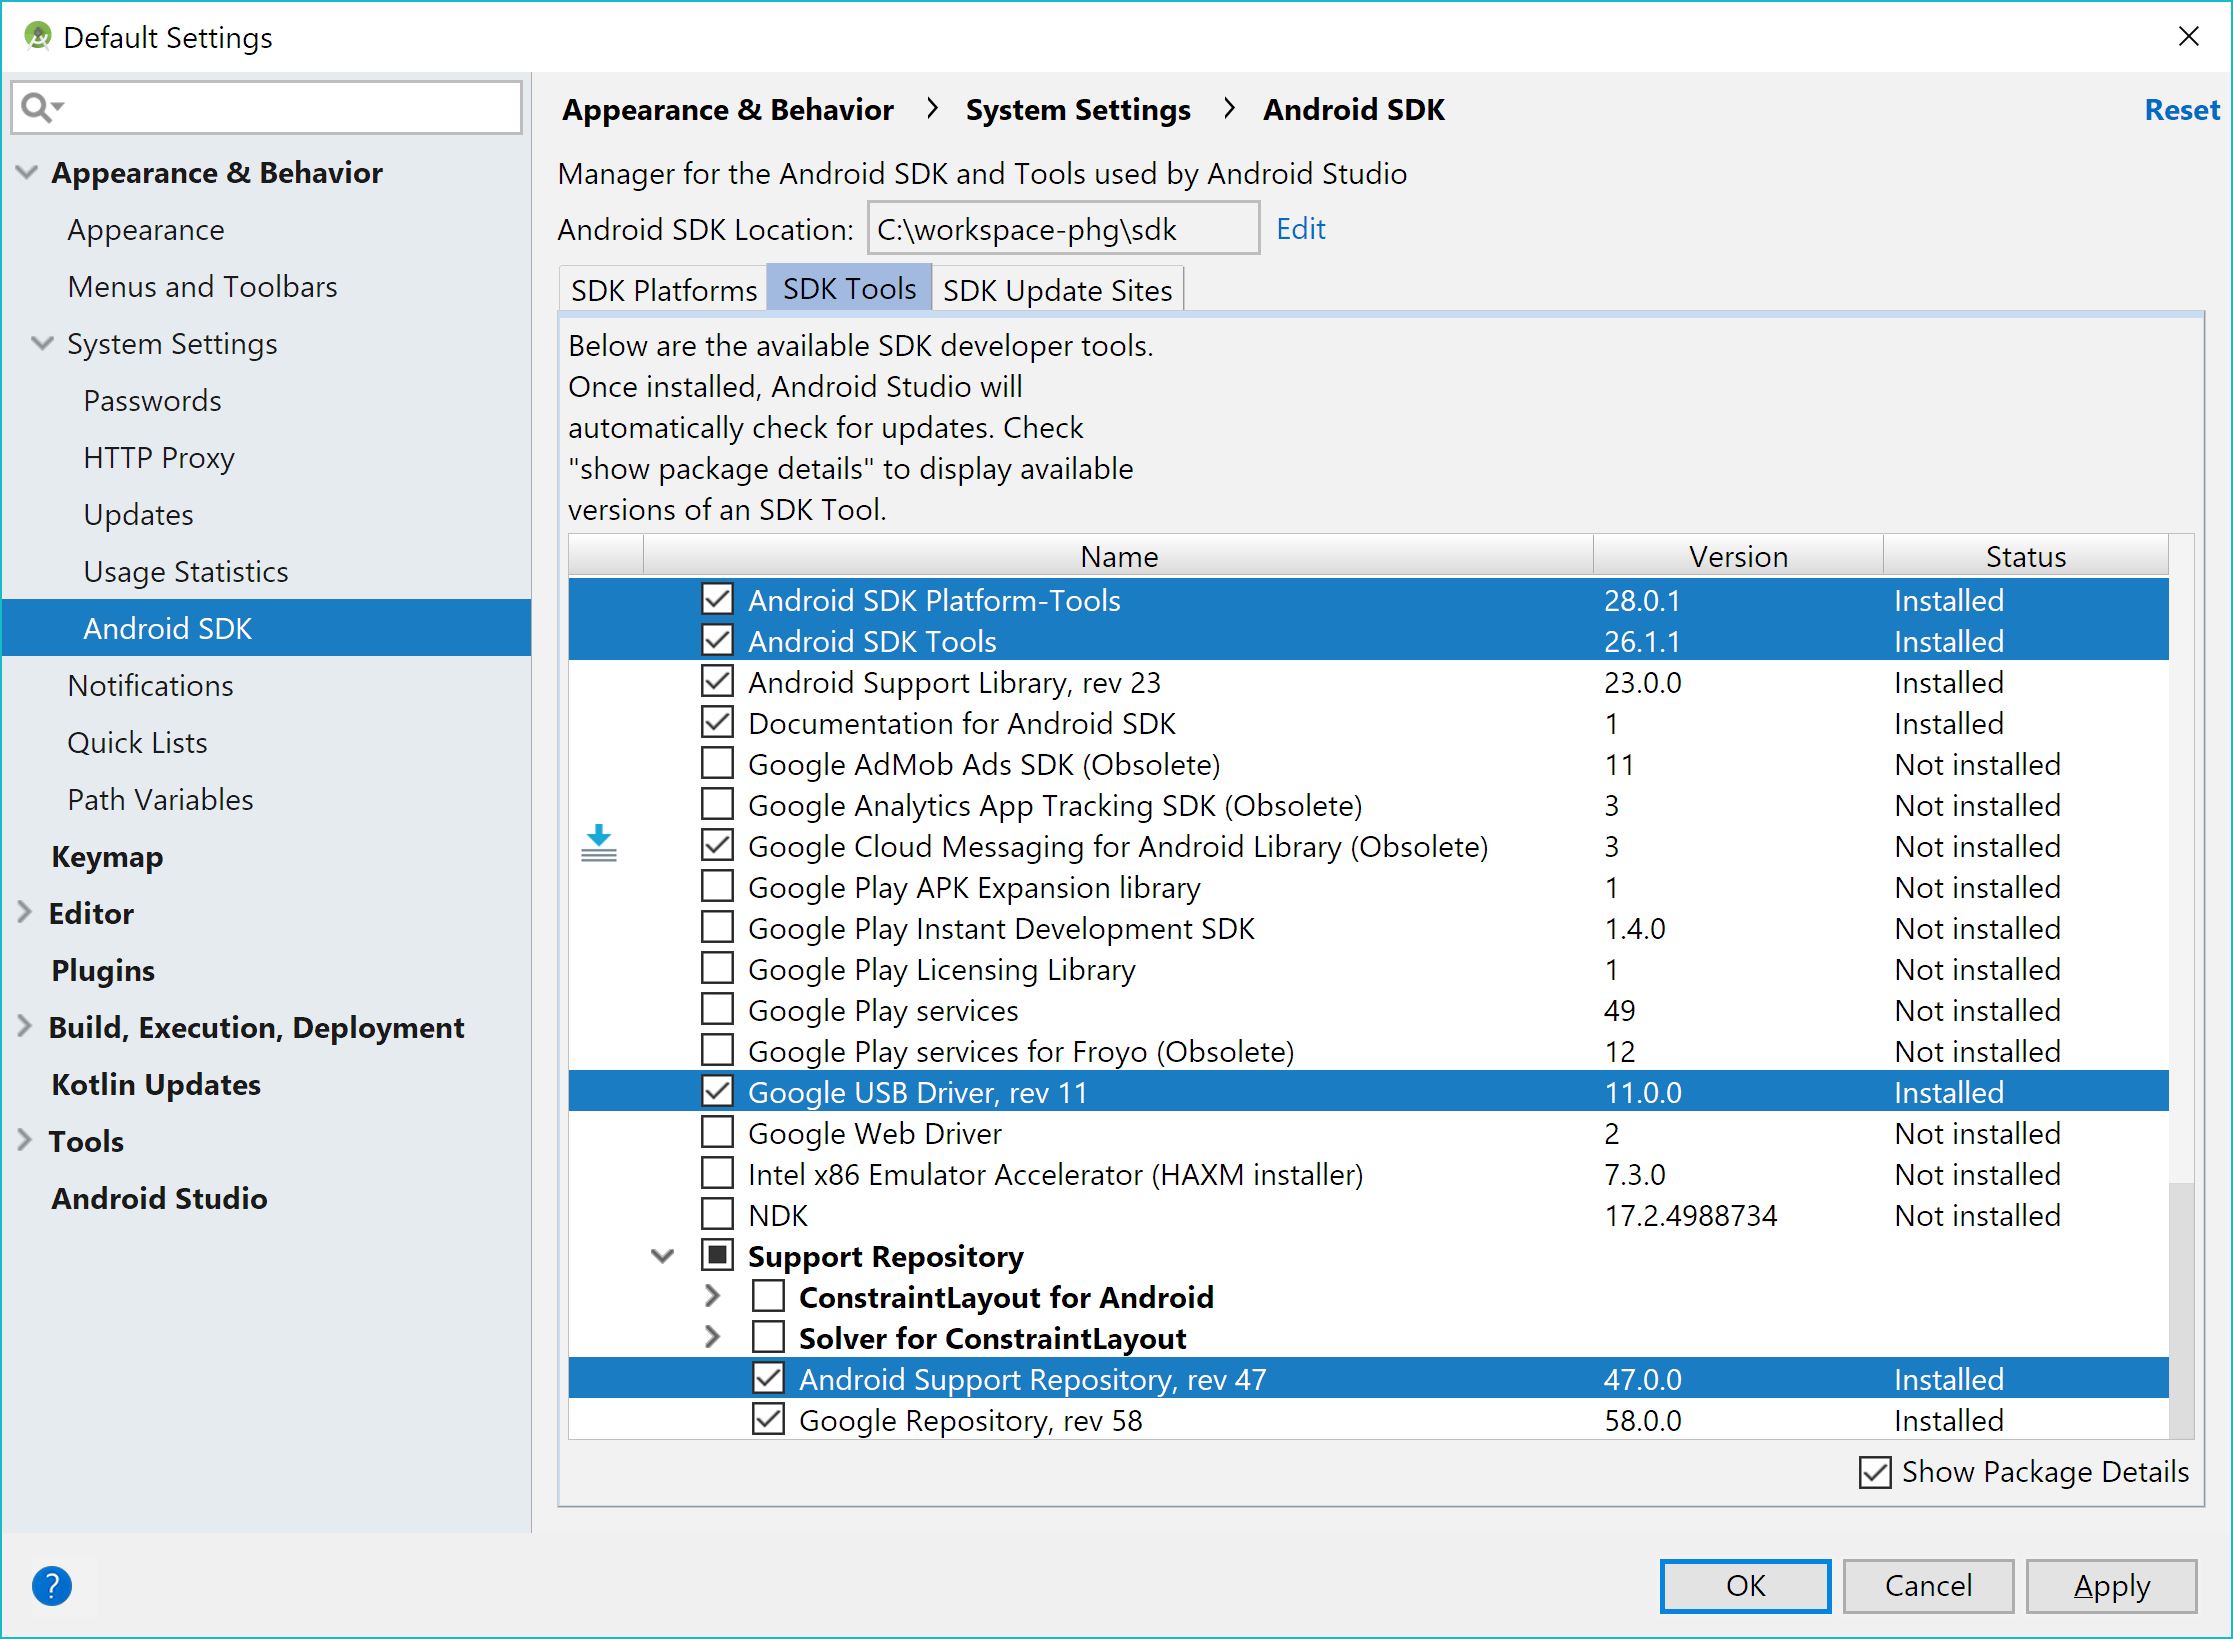 Default Settings
Appearance & Behavior
Appearance
Menus and Toolbars
System Settings
Passwords
HTTP Proxy
Updates
Usage Statistics
Android SDK
Notifications
Quick Lists
Path Variables
Keymap
Editor
Plugins
Build, Execution, Deployment
Kotlin Updates
Tools
Android Studio
Appearance & Behavior > System Settings > Android SDK Reset
Manager for the Android SDK and Tools used by Android Studio
Android SDK Location: C:\workspace-phg\sdk Edit
SDK Platforms SDK Tools SDK Update Sites
Below are the available SDK developer tools.
Once installed, Android Studio will
automatically check for updates. Check
"show package details" to display available
versions of an SDK Tool.
Name Version Status
Android SDK Platform-Tools 28.0.1 Installed
Android SDK Tools 26.1.1 Installed
Android Support Library, rev 23 23.0.0 Installed
Documentation for Android SDK 1 Installed
Google AdMob Ads SDK (Obsolete) 11 Not installed
Google Analytics App Tracking SDK (Obsolete) 3 Not installed
Google Cloud Messaging for Android Library (Obsolete) 3 Not installed
Google Play APK Expansion library 1 Not installed
Google Play Instant Development SDK 1.4.0 Not installed
Google Play Licensing Library 1 Not installed
Google Play services 49 Not installed
Google Play services for Froyo (Obsolete) 12 Not installed
Google USB Driver, rev 11 11.0.0 Installed
Google Web Driver 2 Not installed
Intel x86 Emulator Accelerator (HAXM installer) 7.3.0 Not installed
NDK 17.2.4988734 Not installed
Support Repository
ConstraintLayout for Android
Solver for ConstraintLayout
Android Support Repository, rev 47 47.0.0 Installed
Google Repository, rev 58 58.0.0 Installed
Show Package Details
? OK Cancel Apply